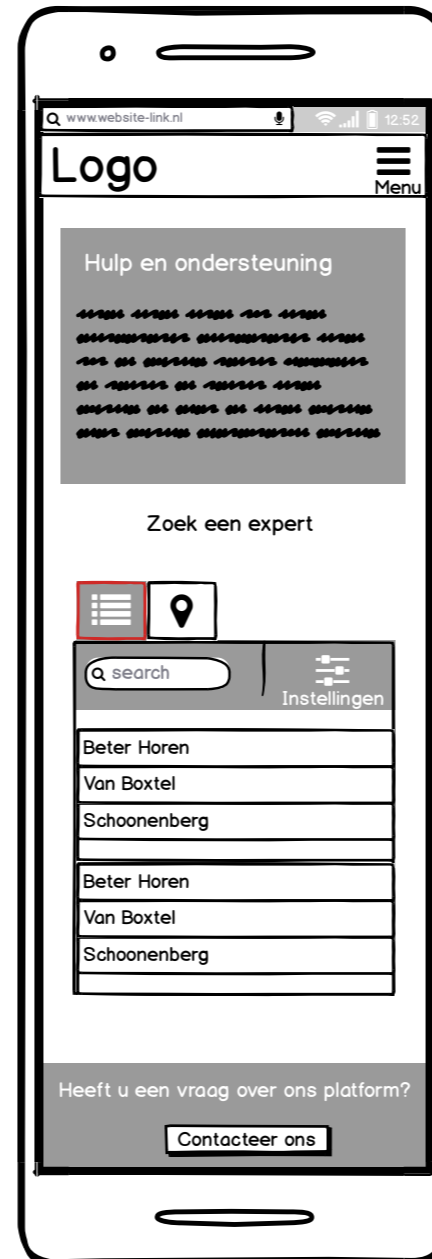 www.website-link.nl
12:52
Logo
Menu
Hulp en ondersteuning
Zoek een expert
search
Instellingen
Beter Horen
Van Boxtel
Schoonenberg
Beter Horen
Van Boxtel
Schoonenberg
Heeft u een vraag over ons platform?
Contacteer ons